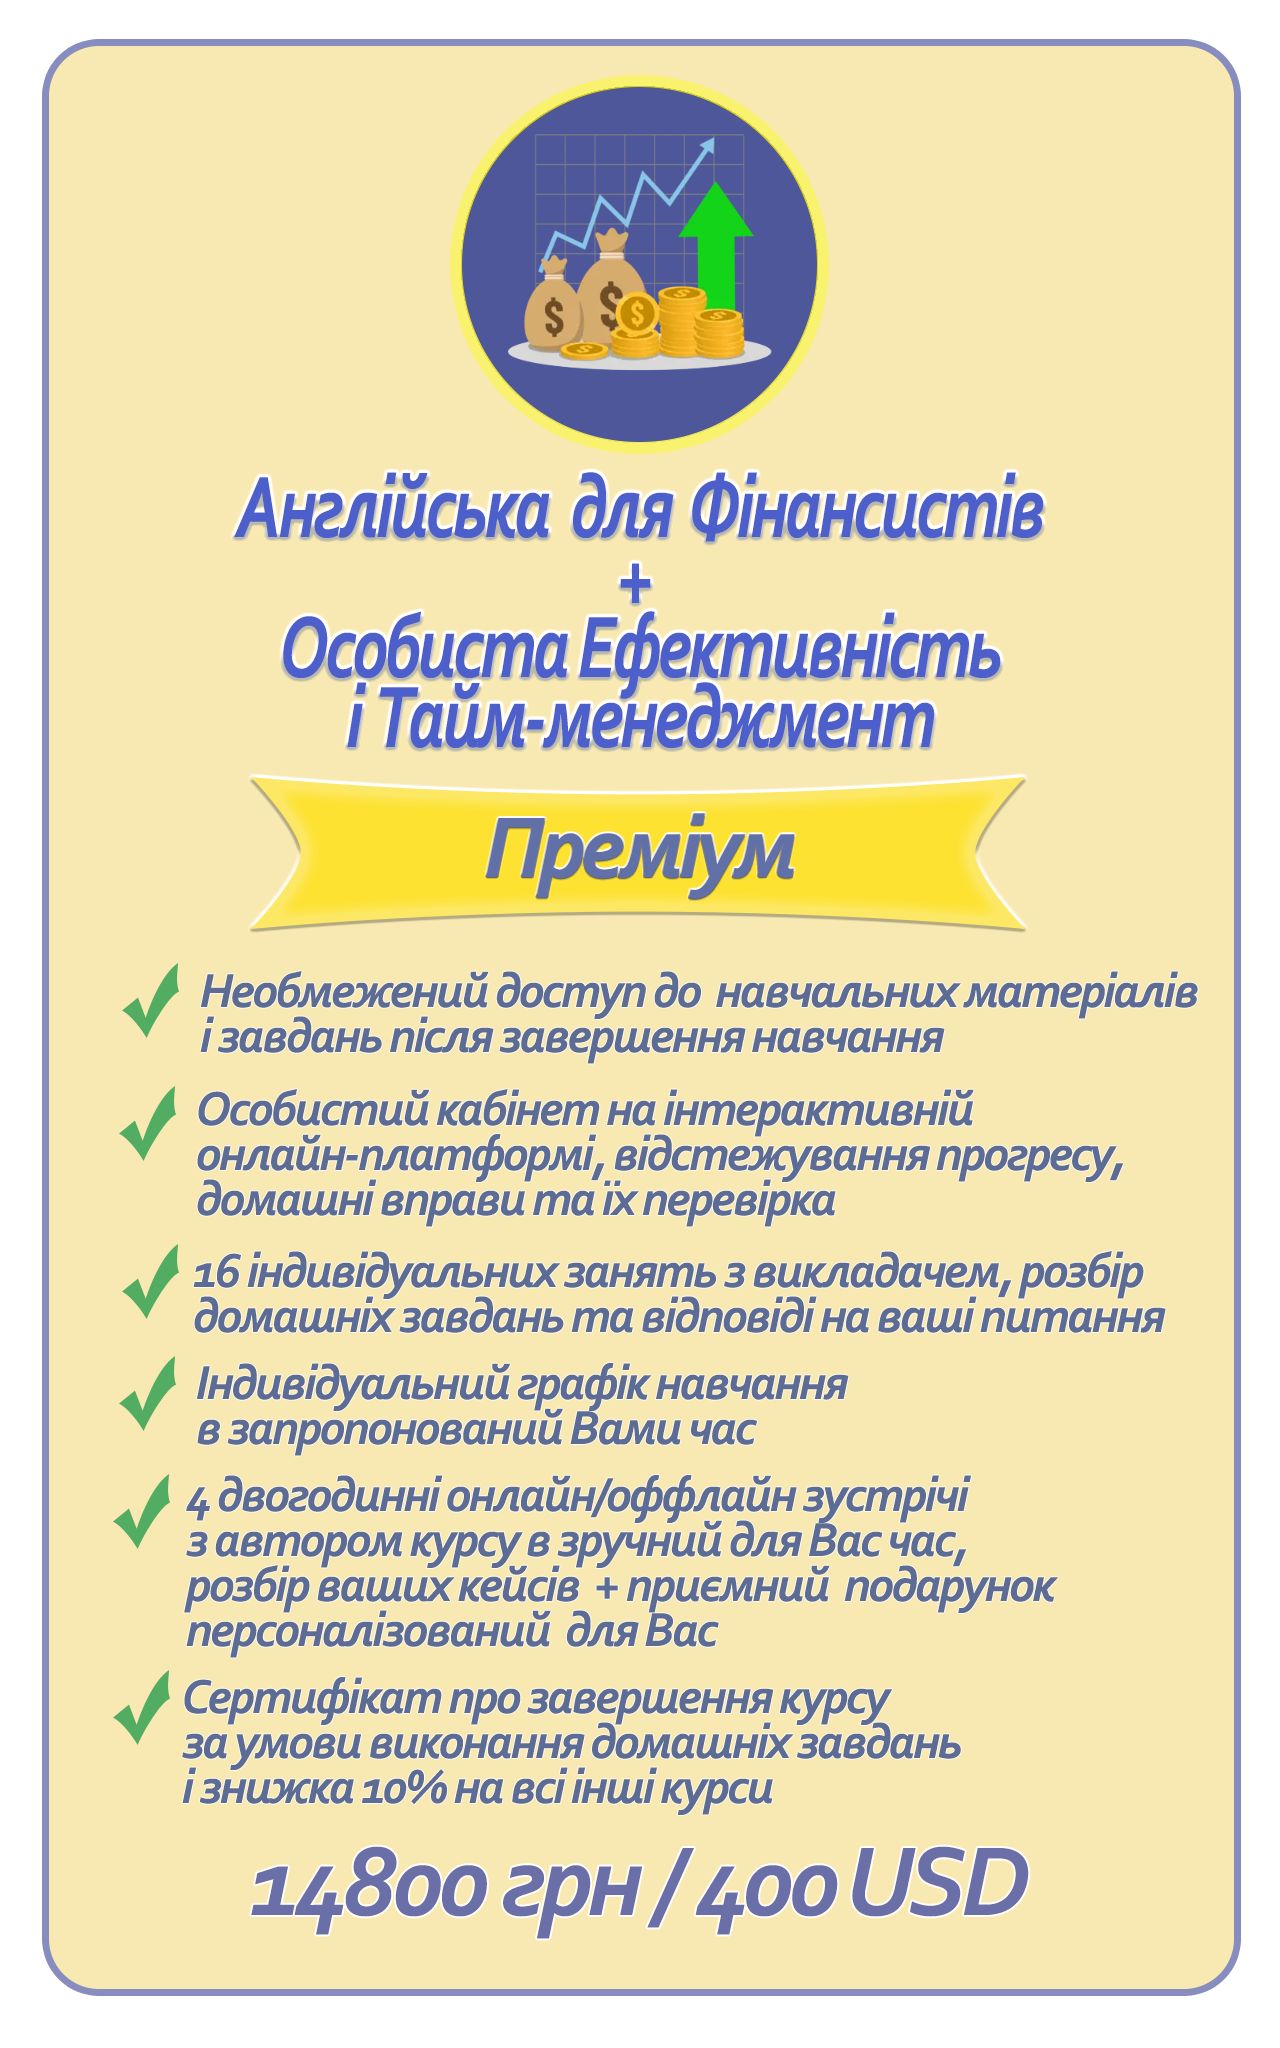 Англійська для Фінансистів
+
Особиста Ефективність
і Тайм-менеджмент
Преміум
Необмежений доступ до навчальних матеріалів
і завдань після завершення навчання
Особистий кабінет на інтерактивній
онлайн-платформі, відстежування прогресу,
домашні вправи та їх перевірка
16 індивідуальних занять з викладачем, розбір
домашніх завдань та відповіді на ваші питання
Індивідуальний графік навчання
в запропонований Вами час
4 двогодинні онлайн/оффлайн зустрічі
з автором курсу в зручний для Вас час,
розбір ваших кейсів + приємний подарунок
персоналізований для Вас
Сертифікат про завершення курсу
за умови виконання домашніх завдань
і знижка 10% на всі інші курси
14800 грн / 400 USD